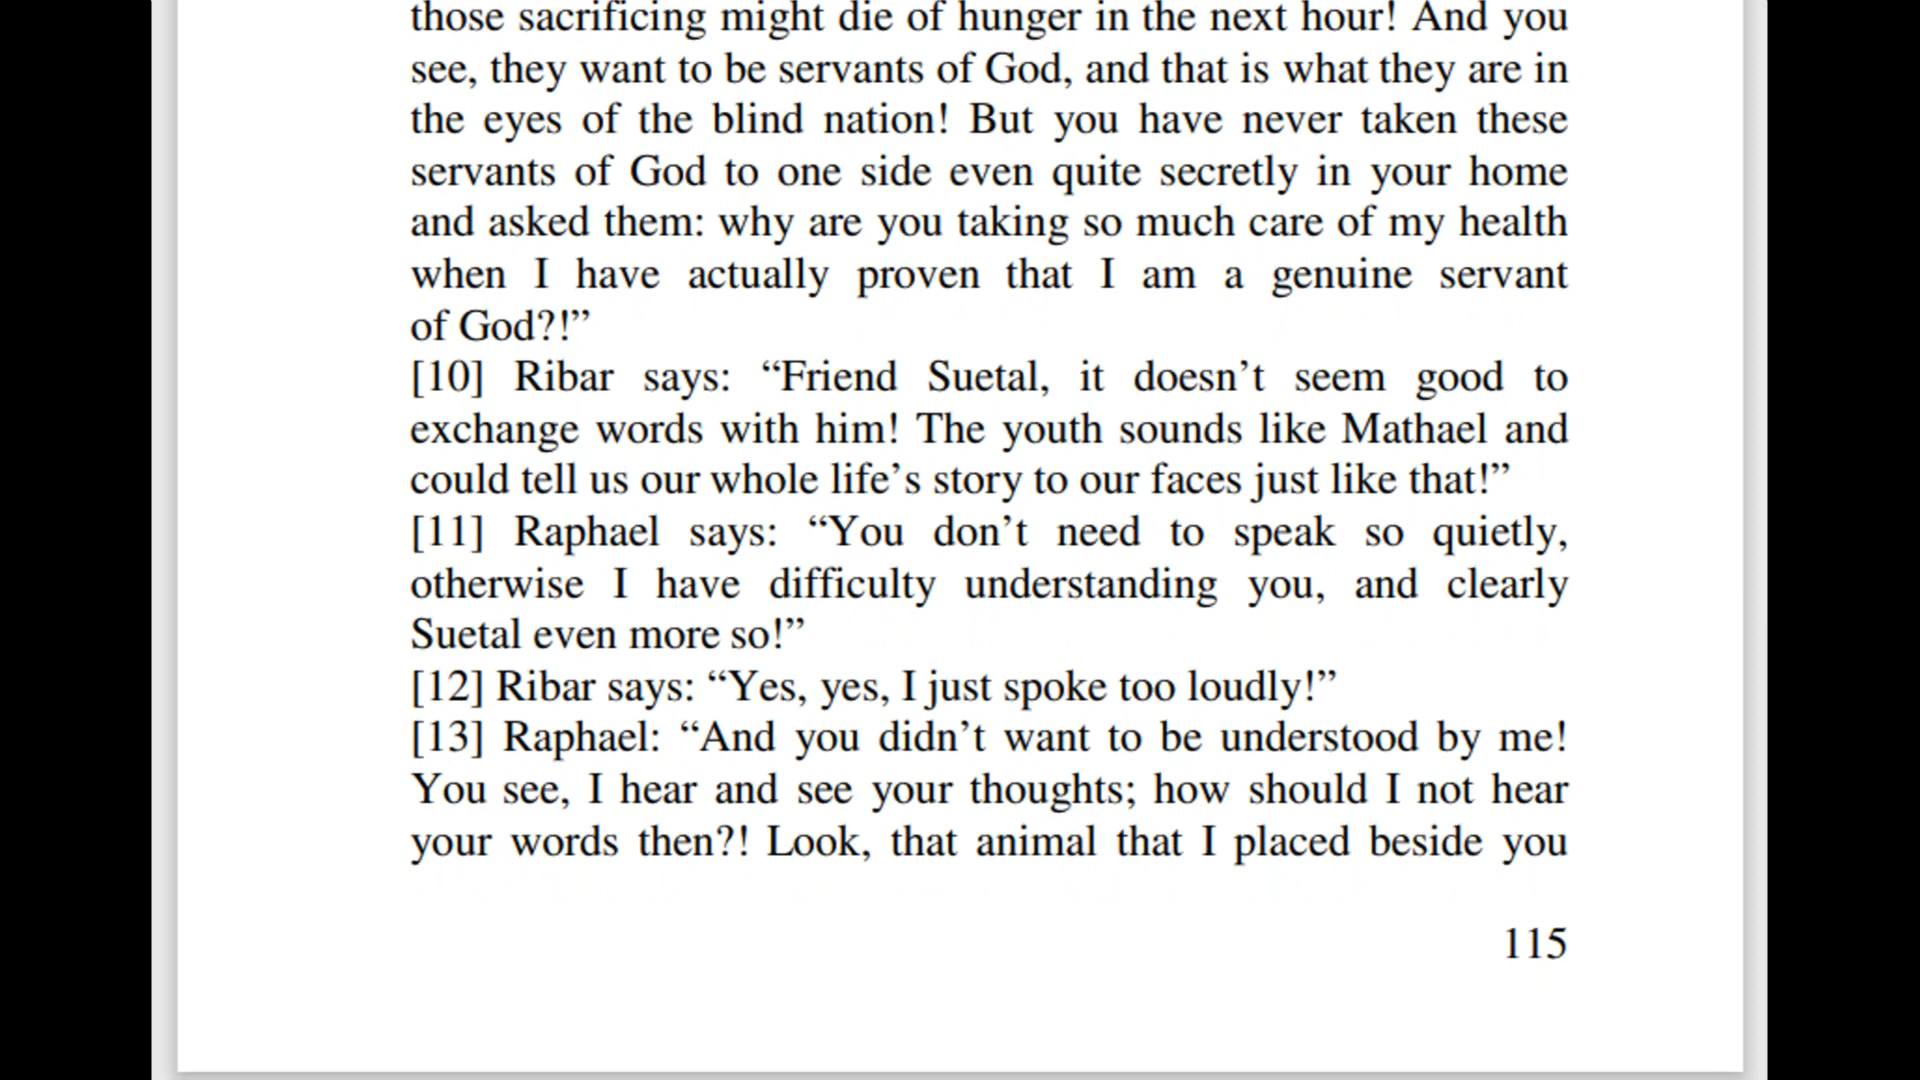 those sacrificing might die of hunger in the next hour! And you
see, they want to be servants of God, and that is what they are in
the eyes of the blind nation! But you have never taken these
servants of God to one side even quite secretly in your home
and asked them: why are you taking so much care of my health
when I have actually proven that I am a genuine servant
of God?!”
[10] Ribar says: “Friend Suetal, it doesn’t seem good to
exchange words with him! The youth sounds like Mathael and
could tell us our whole life’s story to our faces just like that!”
[11] Raphael says: “You don’t need to speak so quietly,
otherwise I have difficulty understanding you, and clearly
Suetal even more so!”
[12] Ribar says: “Yes, yes, I just spoke too loudly!”
[13] Raphael: “And you didn’t want to be understood by me!
You see, I hear and see your thoughts; how should I not hear
your words then?! Look, that animal that I placed beside you
115